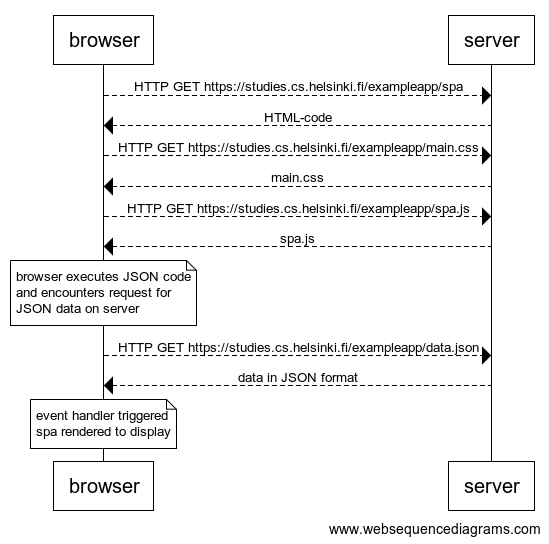 browser server
HTTP GET https://studies.cs.helsinki.fi/exampleapp/spa
HTML-code
HTTP GET https://studies.cs.helsinki.fi/exampleapp/main.css
main.css
HTTP GET https://studies.cs.helsinki.fi/exampleapp/spa.js
spa.js
browser executes JSON code
and encounters request for
JSON data on server
HTTP GET https://studies.cs.helsinki.fi/exampleapp/data.json
data in JSON format
event handler triggered
spa rendered to display
browser server
www.websequencediagrams.com